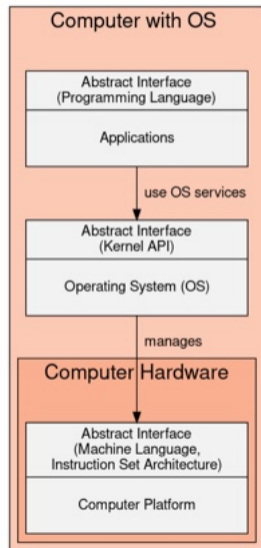 Computer with OS
Abstract Interface
(Programming Language)
Applications
use OS services
Abstract Interface
(Kernel API)
Operating System (OS)
manages
Computer Hardware
Abstract Interface
(Machine Language,
Instruction Set Architecture)
Computer Platform